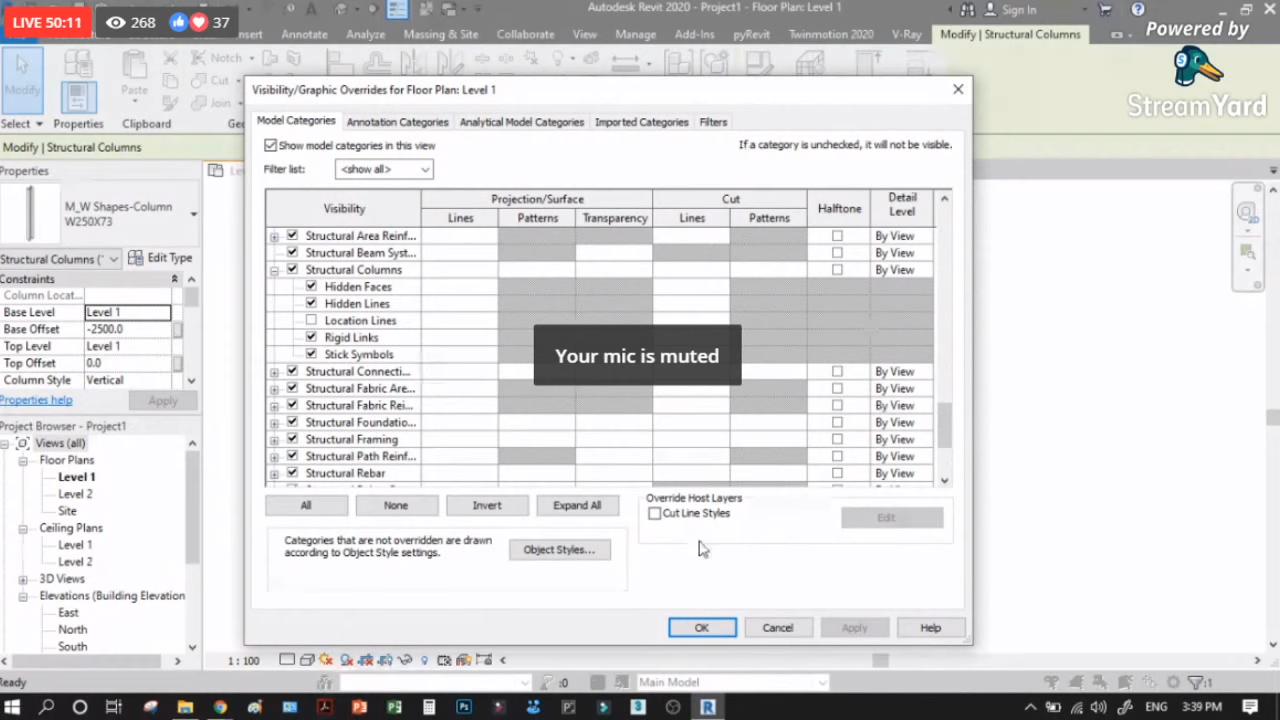 LIVE 50:11 268 37
Autodesk Revit 2020 - Project1 - Floor Plan: Level 1
Sign In
Annotate Analyze Massing & Site Collaborate View Manage Add-Ins pyRevit Twinmotion 2020 V-Ray Modify | Structural Columns
Powered by
StreamYard
Modify
Paste
Notch
Cut
Join
Select Properties Clipboard
Modify | Structural Columns
Properties
M_W Shapes-Column
W250X73
Structural Columns (
Edit Type
Constraints
Column Locat...
Base Level Level 1
Base Offset -2500.0
Top Level Level 1
Top Offset 0.0
Column Style Vertical
Properties help Apply
Project Browser - Project1
Views (all)
Floor Plans
Level 1
Level 2
Site
Ceiling Plans
Level 1
Level 2
3D Views
Elevations (Building Elevation
East
North
South
Visibility/Graphic Overrides for Floor Plan: Level 1
Model Categories Annotation Categories Analytical Model Categories Imported Categories Filters
Show model categories in this view
If a category is unchecked, it will not be visible.
Filter list: <show all>
Visibility Projection/Surface Cut Halftone Detail Level
Lines Patterns Transparency Lines Patterns
Structural Area Reinf... By View
Structural Beam Syst... By View
Structural Columns By View
Hidden Faces
Hidden Lines
Location Lines
Rigid Links
Stick Symbols
Your mic is muted
Structural Connecti... By View
Structural Fabric Are... By View
Structural Fabric Rei... By View
Structural Foundatio... By View
Structural Framing By View
Structural Path Reinf... By View
Structural Rebar By View
All None Invert Expand All
Override Host Layers
Cut Line Styles Edit
Categories that are not overridden are drawn
according to Object Style settings.
Object Styles...
OK Cancel Apply Help
1 : 100
Ready
:0
Main Model
:1
ENG 3:39 PM